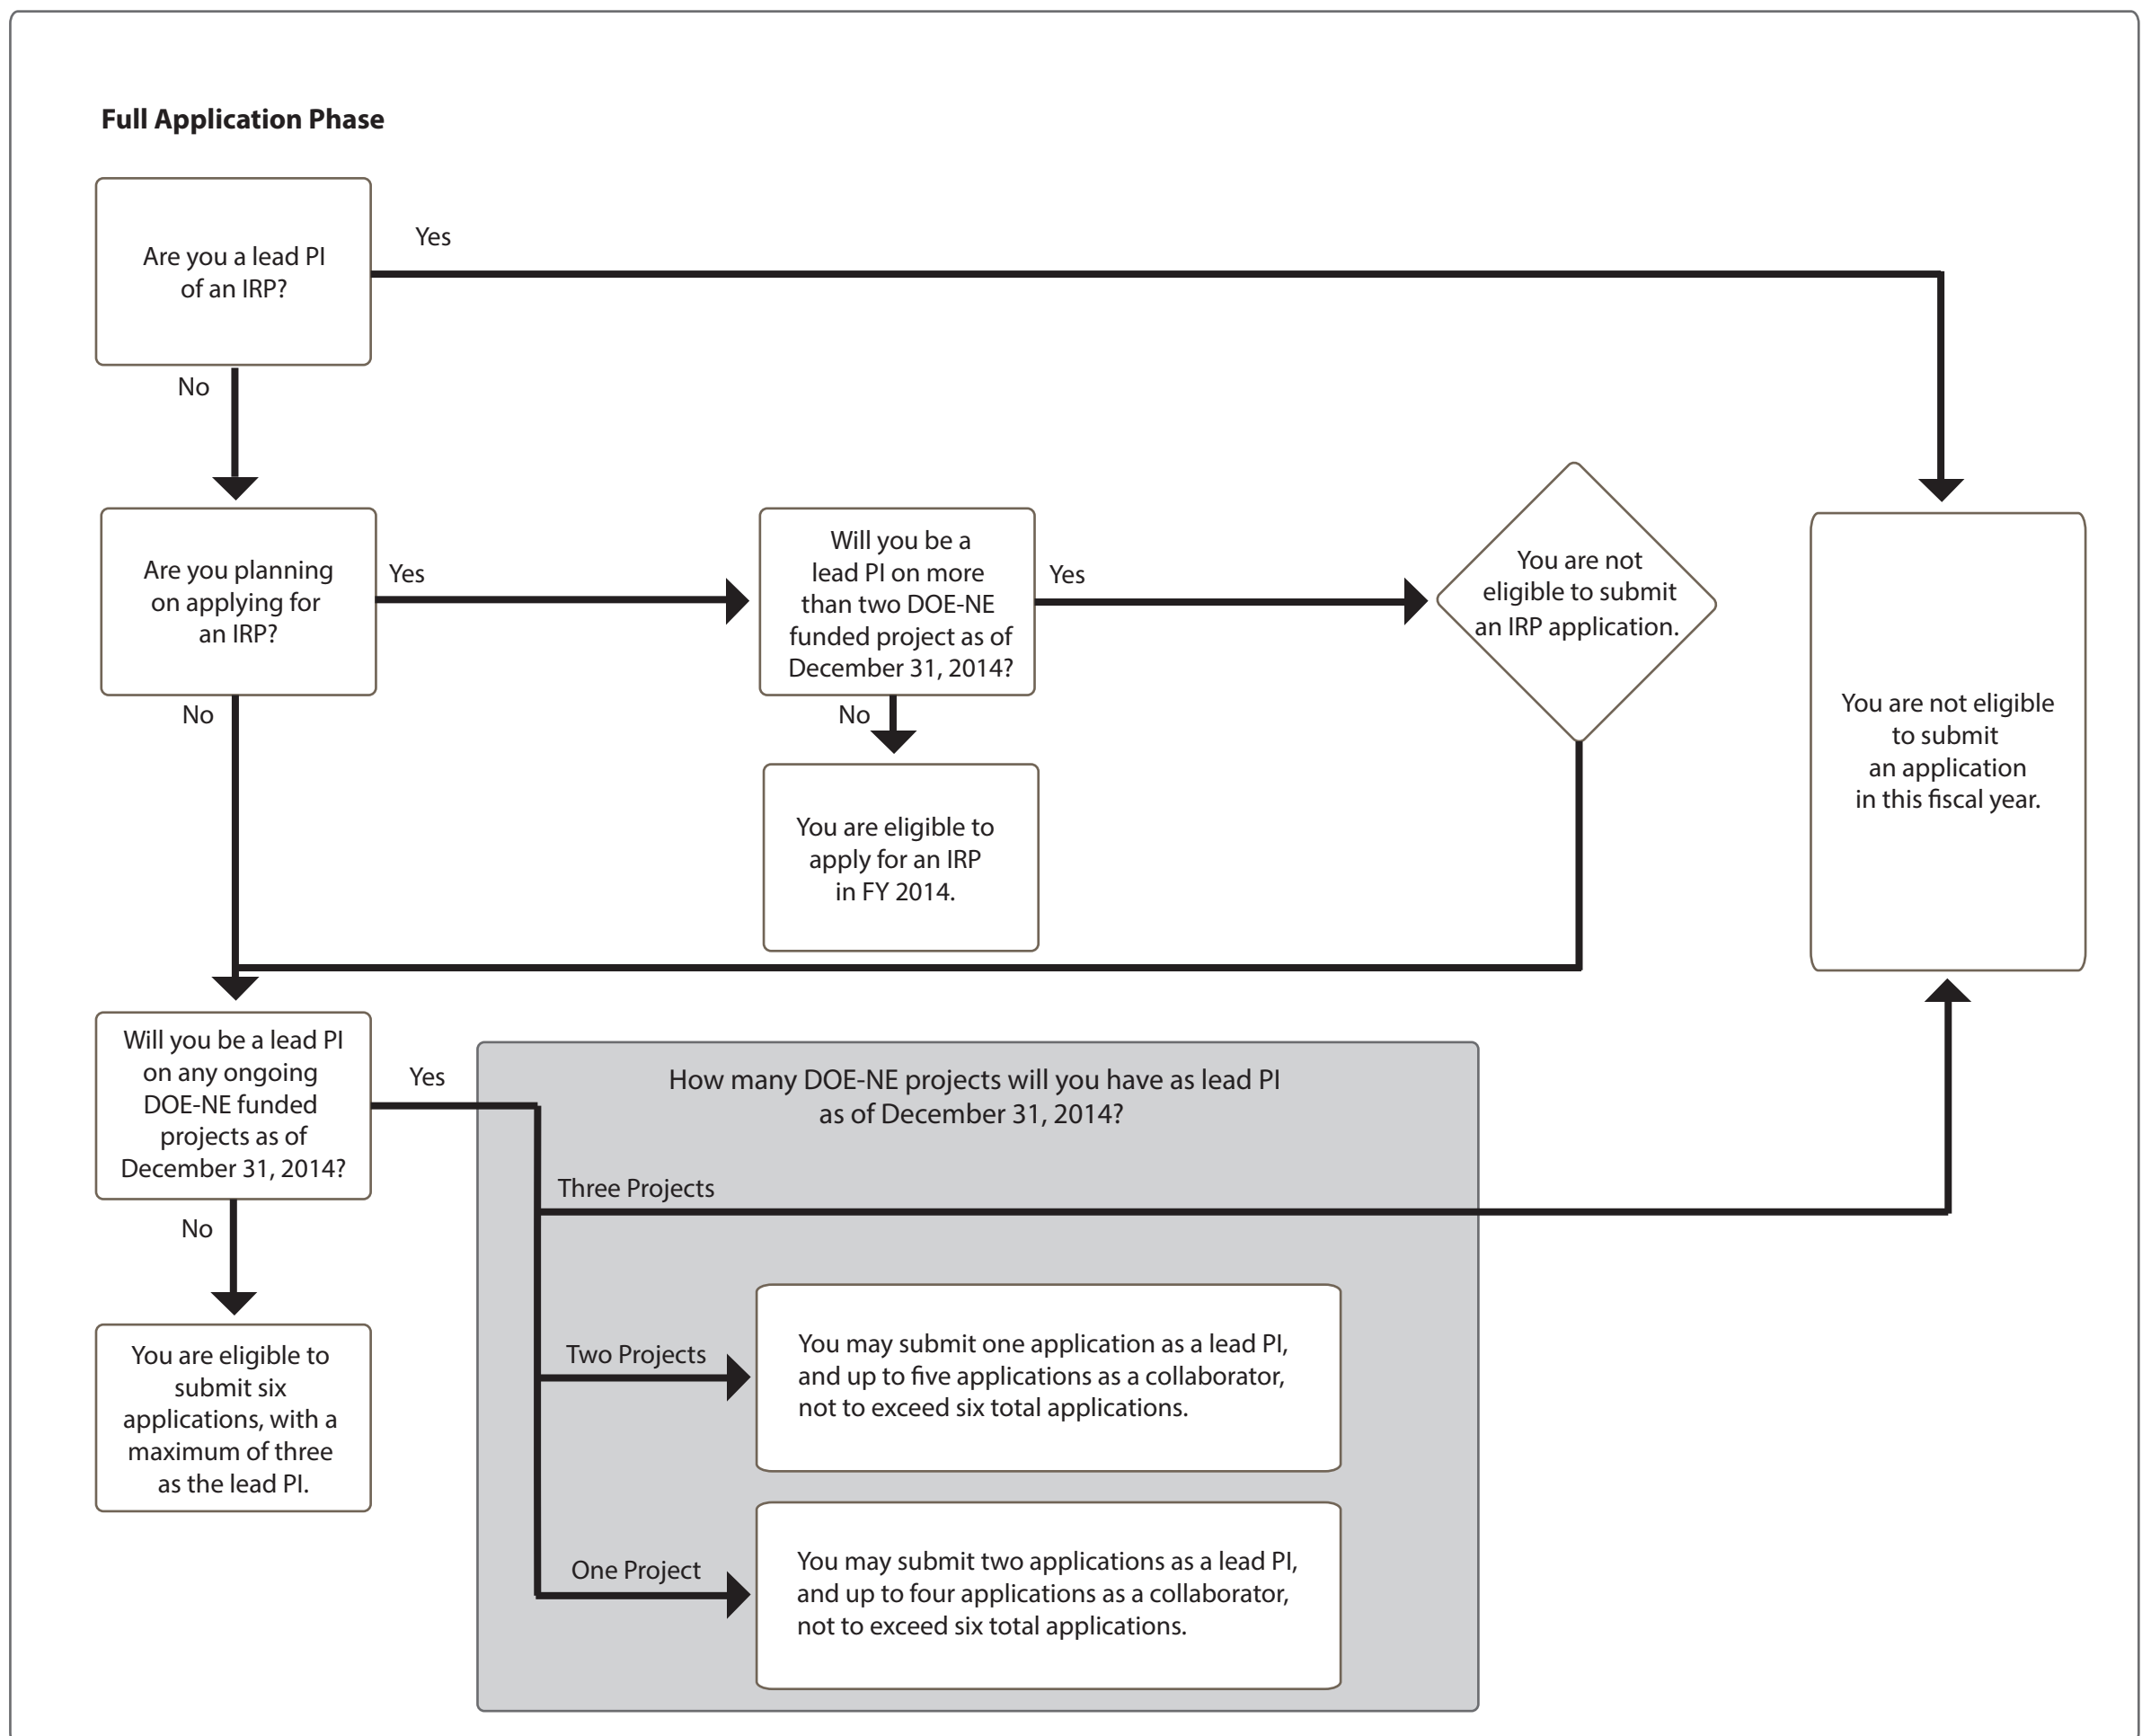 Full Application Phase
Are you a lead PI
of an IRP?
Yes
No
Are you planning
on applying for
an IRP?
Yes
No
Will you be a
lead PI on more
than two DOE-NE
funded project as of
December 31, 2014?
Yes
No
You are not
eligible to submit
an IRP application.
You are eligible to
apply for an IRP
in FY 2014.
You are not eligible
to submit
an application
in this fiscal year.
Will you be a lead PI
on any ongoing
DOE-NE funded
projects as of
December 31, 2014?
Yes
No
You are eligible to
submit six
applications, with a
maximum of three
as the lead PI.
How many DOE-NE projects will you have as lead PI
as of December 31, 2014?
Three Projects
Two Projects
You may submit one application as a lead PI,
and up to five applications as a collaborator,
not to exceed six total applications.
One Project
You may submit two applications as a lead PI,
and up to four applications as a collaborator,
not to exceed six total applications.